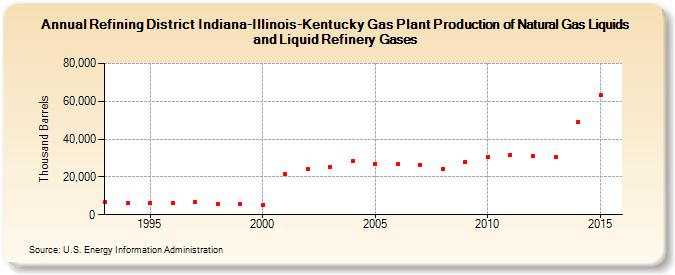 Annual Refining District Indiana-Illinois-Kentucky Gas Plant Production of Natural Gas Liquids
and Liquid Refinery Gases
Thousand Barrels
80,000
60,000
40,000
20,000
0
1995
2000
2005
2010
2015
Source: U.S. Energy Information Administration